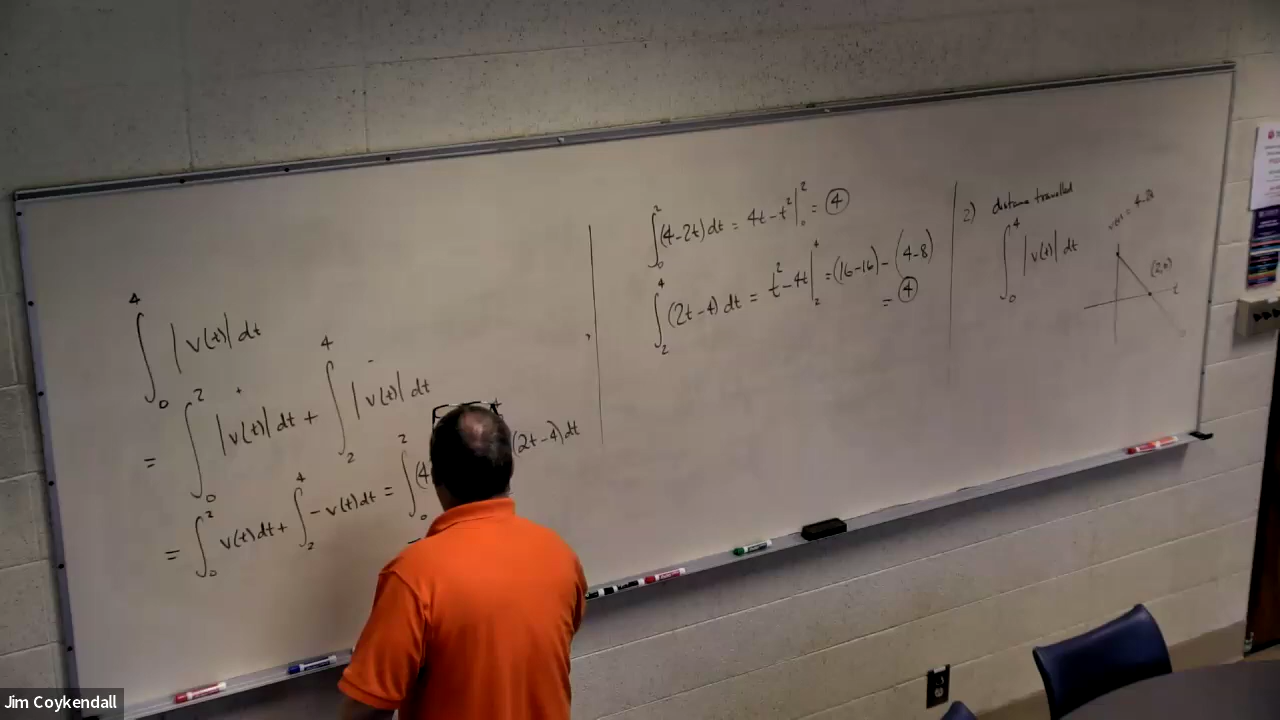 ∫₀⁴ |v(t)| dt
= ∫₀² |v(t)| dt + ∫₂⁴ |v(t)| dt
= ∫₀² v(t)dt + ∫₂⁴ -v(t)dt = ∫₀² (4 (2t-4)dt
∫₀² (4-2t) dt = 4t-t² |₀² = 4
∫₂⁴ (2t-4) dt = t²-4t |₂⁴ = (16-16) - (4-8)
= 4
2) distance travelled
∫₀⁴ |v(t)| dt
v(t) = 4-2t
(2,0)
t
Jim Coykendall